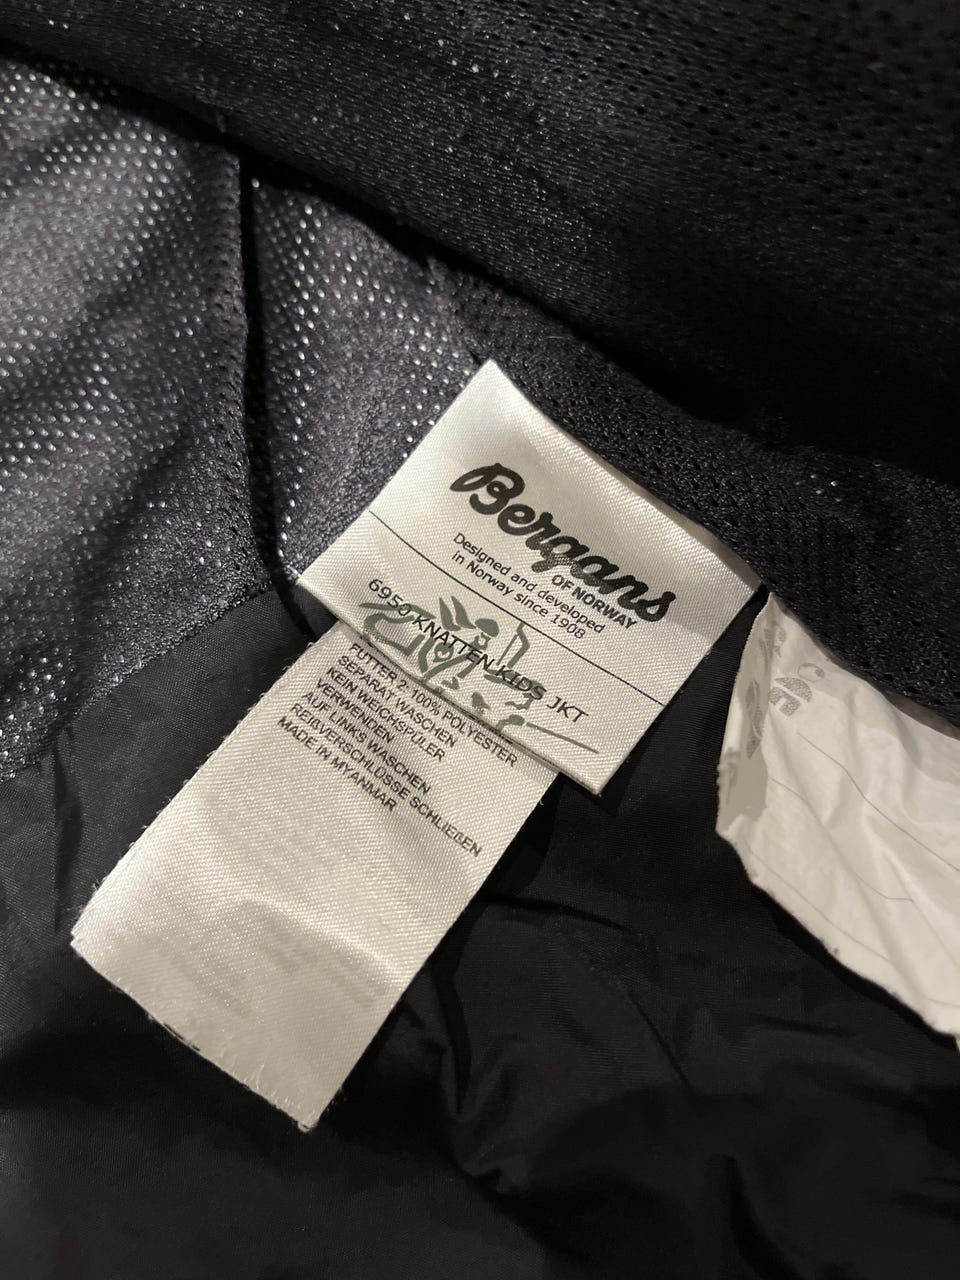 Bergans
OF NORWAY
Designed and developed
in Norway since 1908
6950 KNATTEN KIDS JKT
FUTTER 2: 100% POLYESTER
SEPARAT WASCHEN
KEIN WEICHSPÜLER
VERWENDEN
AUF LINKS WASCHEN
REIßVERSCHLÜSSE SCHLIEßEN
MADE IN MYANMAR